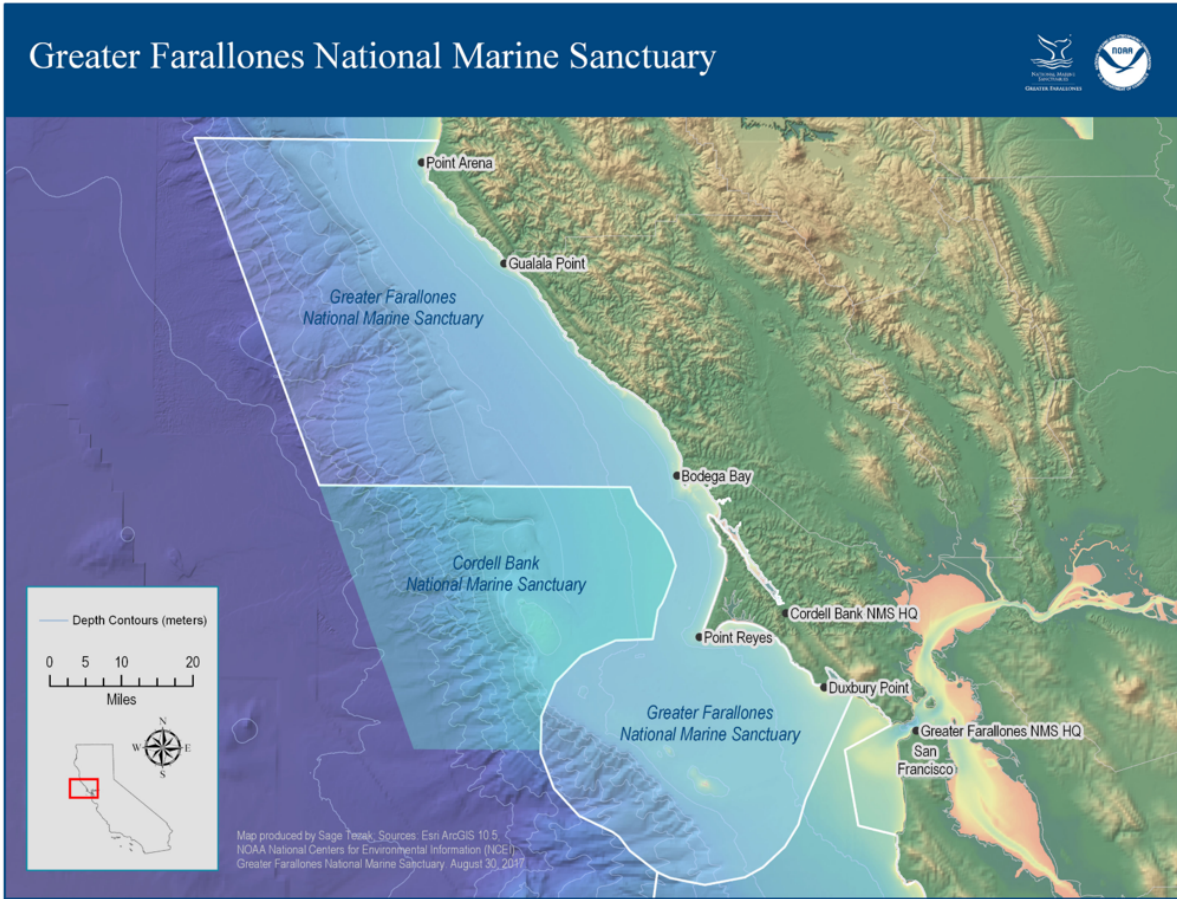 Greater Farallones National Marine Sanctuary
NATIONAL MARINE
SANCTUARIES
GREATER FARALLONES
NOAA
Point Arena
Gualala Point
Greater Farallones
National Marine Sanctuary
Bodega Bay
Cordell Bank
National Marine Sanctuary
Cordell Bank NMS HQ
Point Reyes
Duxbury Point
Greater Farallones
National Marine Sanctuary
Greater Farallones NMS HQ
San
Francisco
Depth Contours (meters)
0 5 10 20
Miles
N
W E
S
Map produced by Sage Tezak. Sources: Esri ArcGIS 10.5,
NOAA National Centers for Environmental Information (NCEI)
Greater Farallones National Marine Sanctuary. August 30, 2017